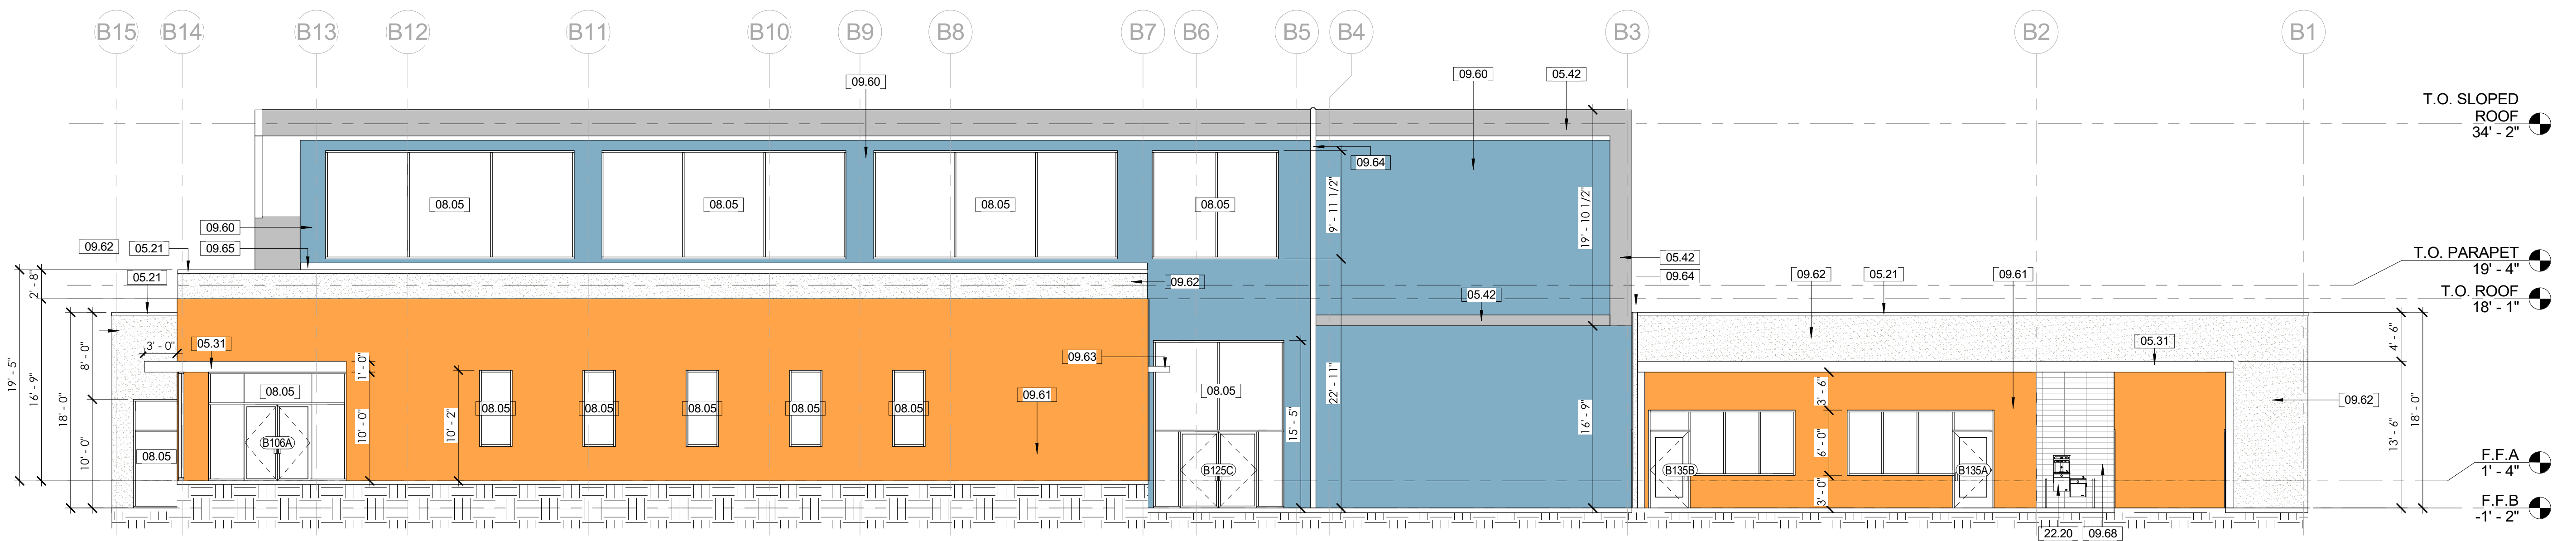 B15 B14 B13 B12 B11 B10 B9 B8 B7 B6 B5 B4 B3 B2 B1
09.60 09.60 05.42
T.O. SLOPED
ROOF
34' - 2"
09.64
08.05 08.05 08.05 08.05
9' - 11 1/2"
19' - 10 1/2"
09.60
09.62 05.21 09.65
05.21
05.42
09.64 09.62 05.21 09.61
T.O. PARAPET
19' - 4"
09.62
05.42
T.O. ROOF
18' - 1"
2' - 8"
19' - 5"
16' - 9"
18' - 0"
8' - 0"
10' - 0"
3' - 0"
05.31
1' - 0"
10' - 0"
10' - 2"
09.63
05.31
4' - 6"
08.05
08.05 08.05 08.05 08.05 08.05
09.61
08.05
15' - 5"
22' - 11"
16' - 9"
3' - 6"
6' - 0"
3' - 0"
09.62
13' - 6"
18' - 0"
08.05
B106A
B125C
B135B
B135A
F.F.A
1' - 4"
F.F.B
-1' - 2"
22.20 09.68